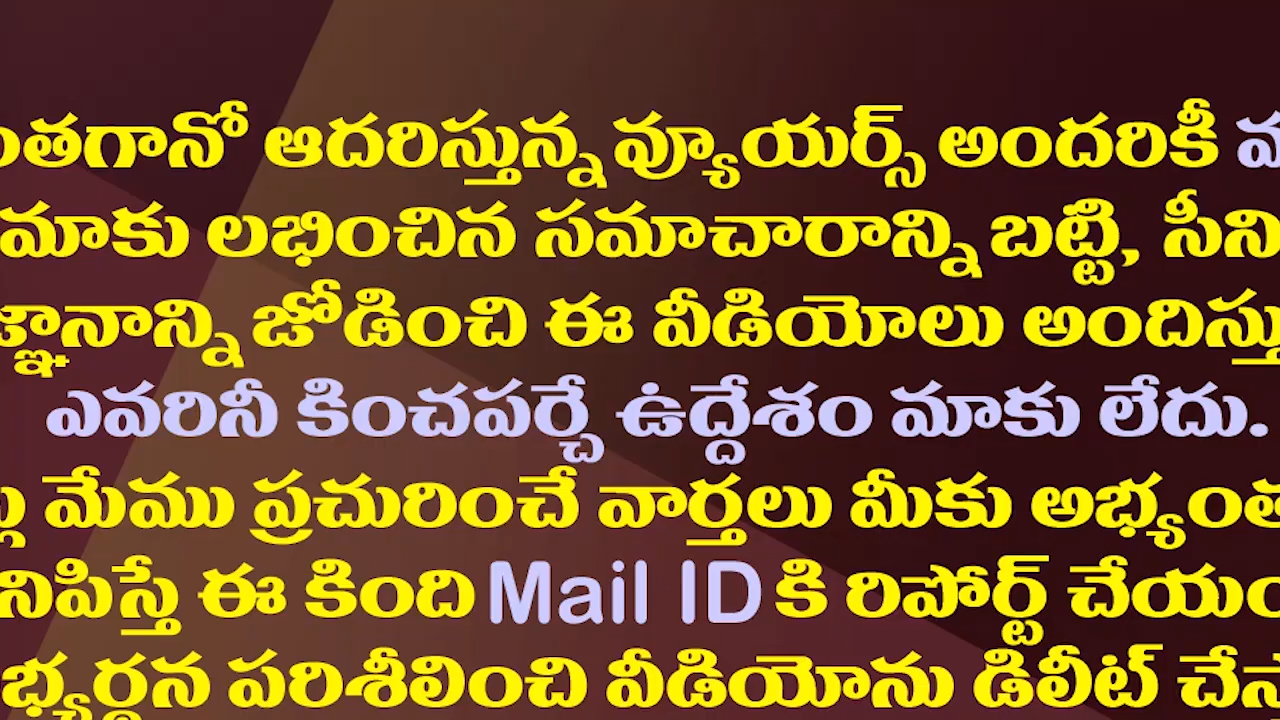 ఆదరిస్తున్న వ్యూయర్స్ అందరికీ
మాకు లభించిన సమాచారాన్ని బట్టి, సీని
జోడించి ఈ వీడియోలు
ఎవరినీ కించపర్చే ఉద్దేశం మాకు లేదు.
మేము ప్రచురించే వార్తలు మీకు
ఈ కింది Mail ID కి రిపోర్ట్
పరిశీలించి వీడియోను డిలీట్